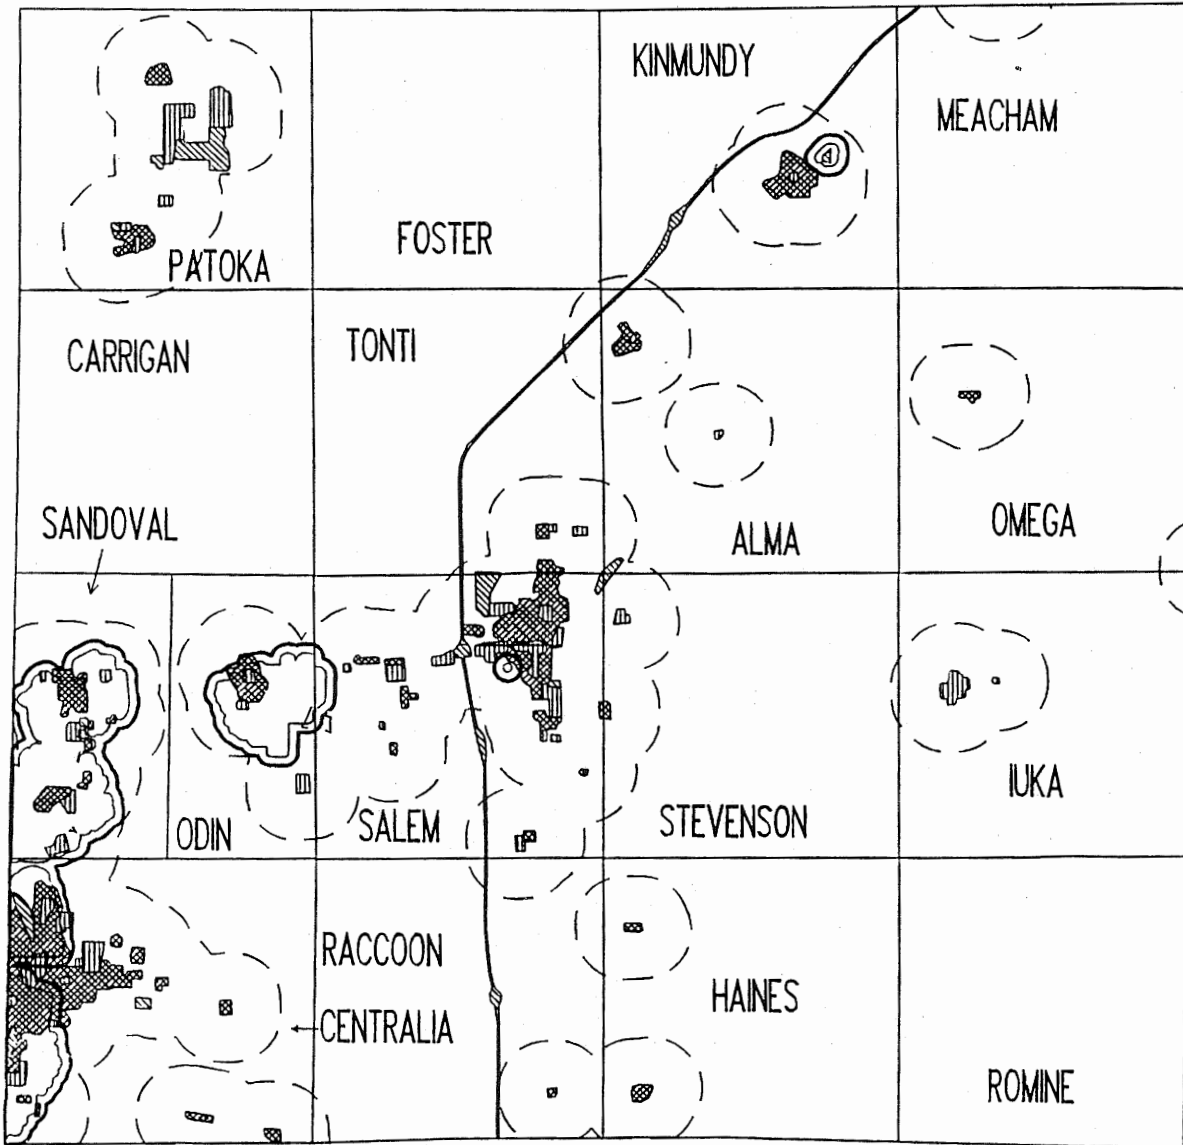 KINMUNDY
MEACHAM
FOSTER
PATOKA
CARRIGAN
TONTI
SANDOVAL
ALMA
OMEGA
ODIN
SALEM
STEVENSON
IUKA
RACCOON
CENTRALIA
HAINES
ROMINE